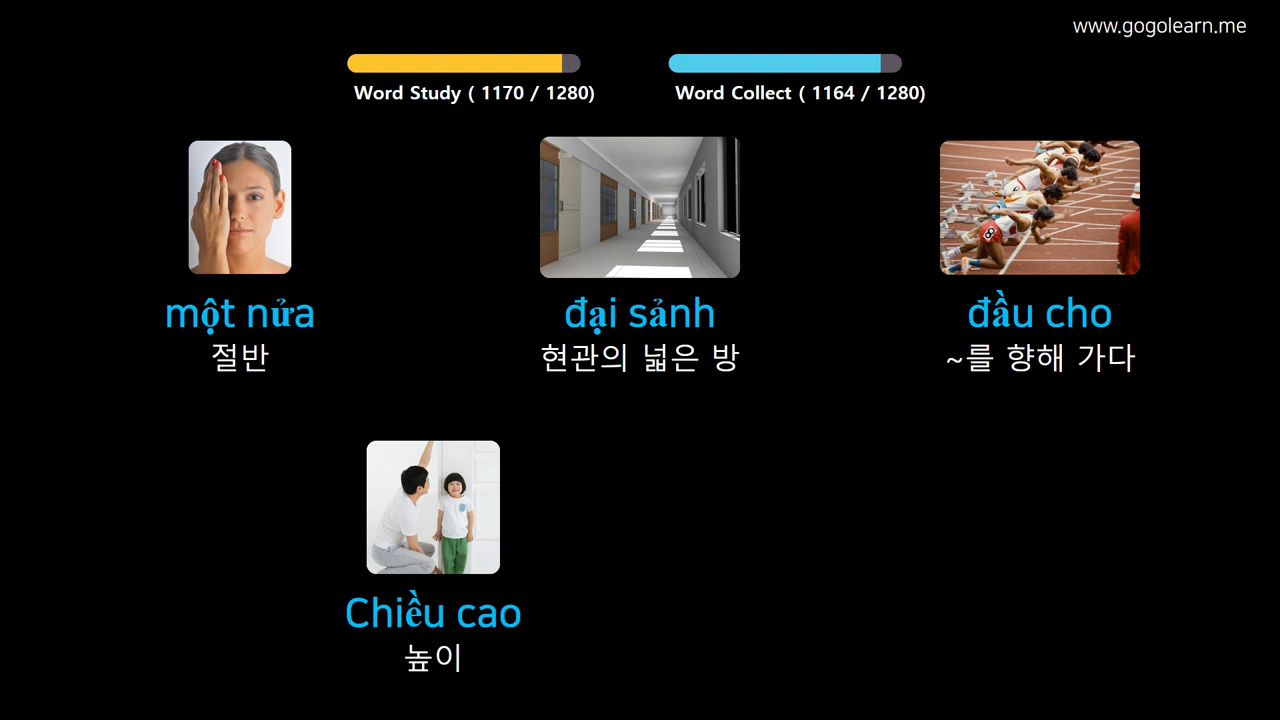 www.gogolearn.me
Word Study ( 1170 / 1280)
Word Collect ( 1164 / 1280)
một nửa
절반
đại sảnh
현관의 넓은 방
đầu cho
~를 향해 가다
Chiều cao
높이